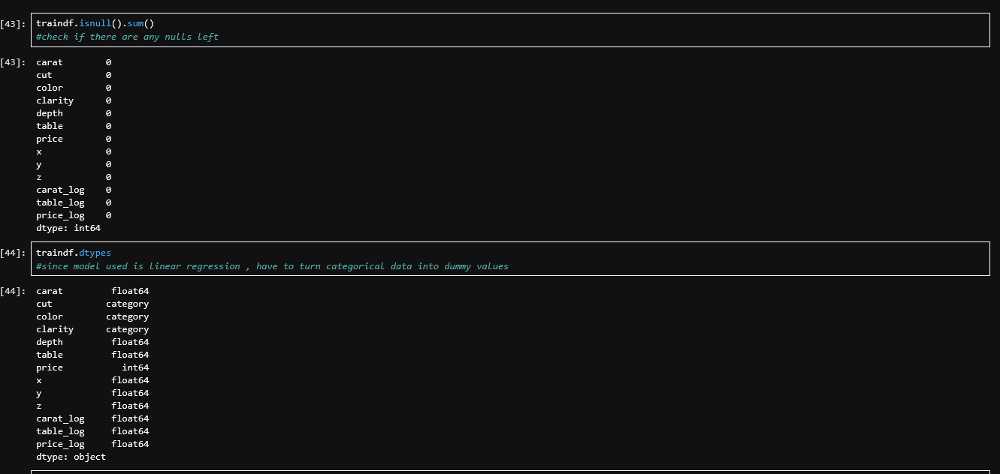 [43]: traindf.isnull().sum()
#check if there are any nulls left
[43]: carat 0
cut 0
color 0
clarity 0
depth 0
table 0
price 0
x 0
y 0
z 0
carat_log 0
table_log 0
price_log 0
dtype: int64
[44]: traindf.dtypes
#since model used is linear regression , have to turn categorical data into dummy values
[44]: carat float64
cut category
color category
clarity category
depth float64
table float64
price int64
x float64
y float64
z float64
carat_log float64
table_log float64
price_log float64
dtype: object